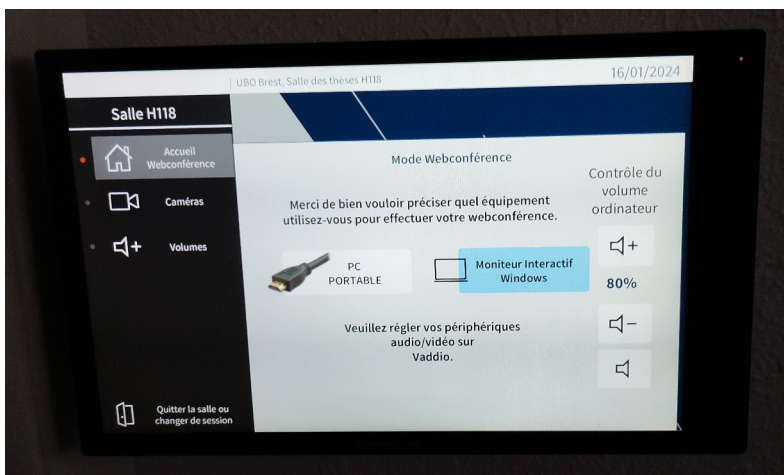 UBO Brest, Salle des thèses H118
16/01/2024
Salle H118
Accueil
Webconférence
Caméras
Volumes
Quitter la salle ou
changer de session
Mode Webconférence
Merci de bien vouloir préciser quel équipement
utilisez-vous pour effectuer votre webconférence.
PC
PORTABLE
Moniteur Interactif
Windows
Veuillez régler vos périphériques
audio/vidéo sur
Vaddio.
Contrôle du
volume
ordinateur
80%